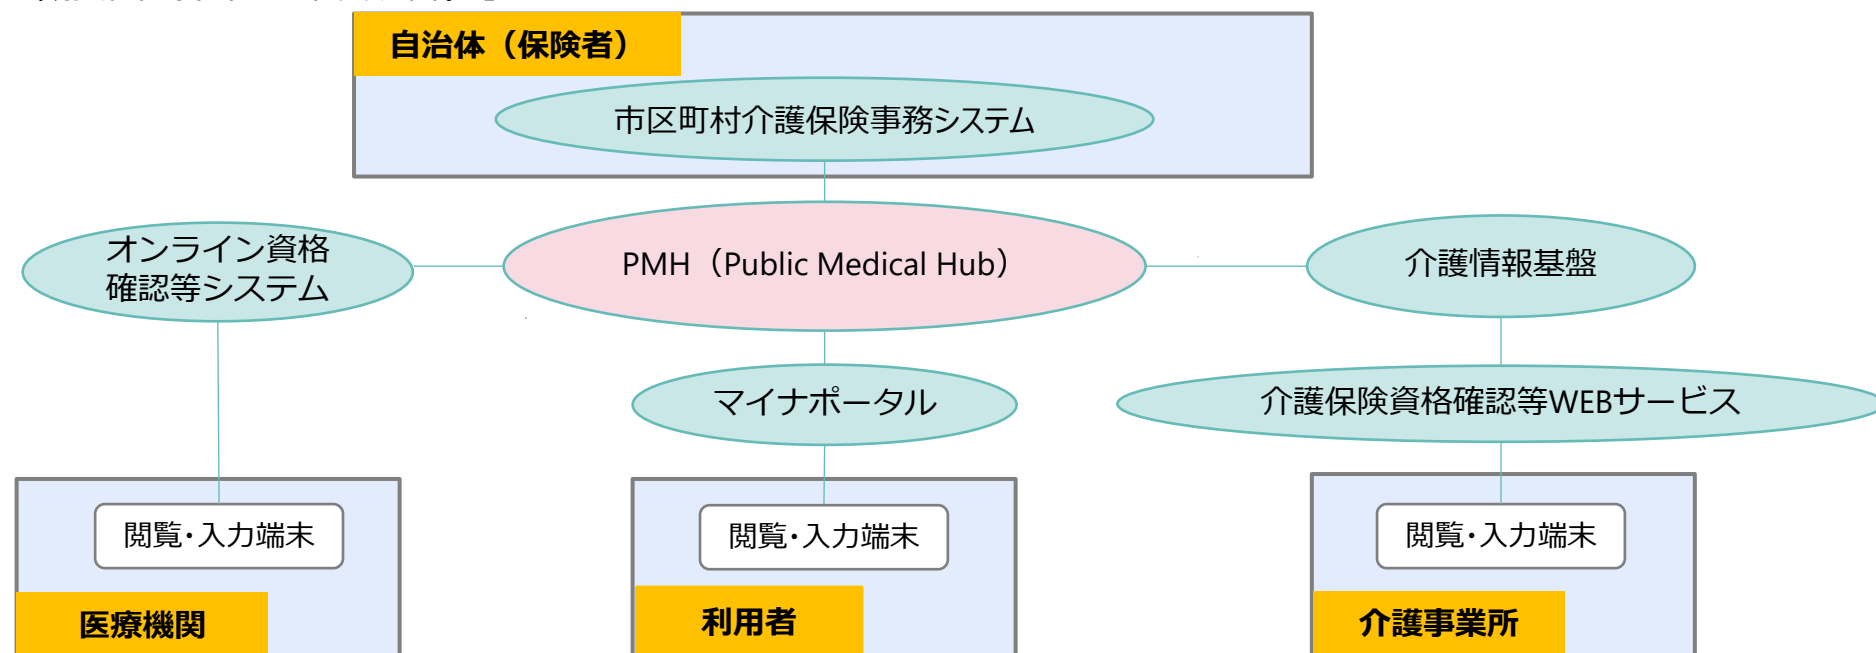 自治体（保険者）
市区町村介護保険事務システム
オンライン資格
確認等システム
PMH（Public Medical Hub）
介護情報基盤
マイナポータル
介護保険資格確認等WEBサービス
閲覧・入力端末
閲覧・入力端末
閲覧・入力端末
医療機関
利用者
介護事業所